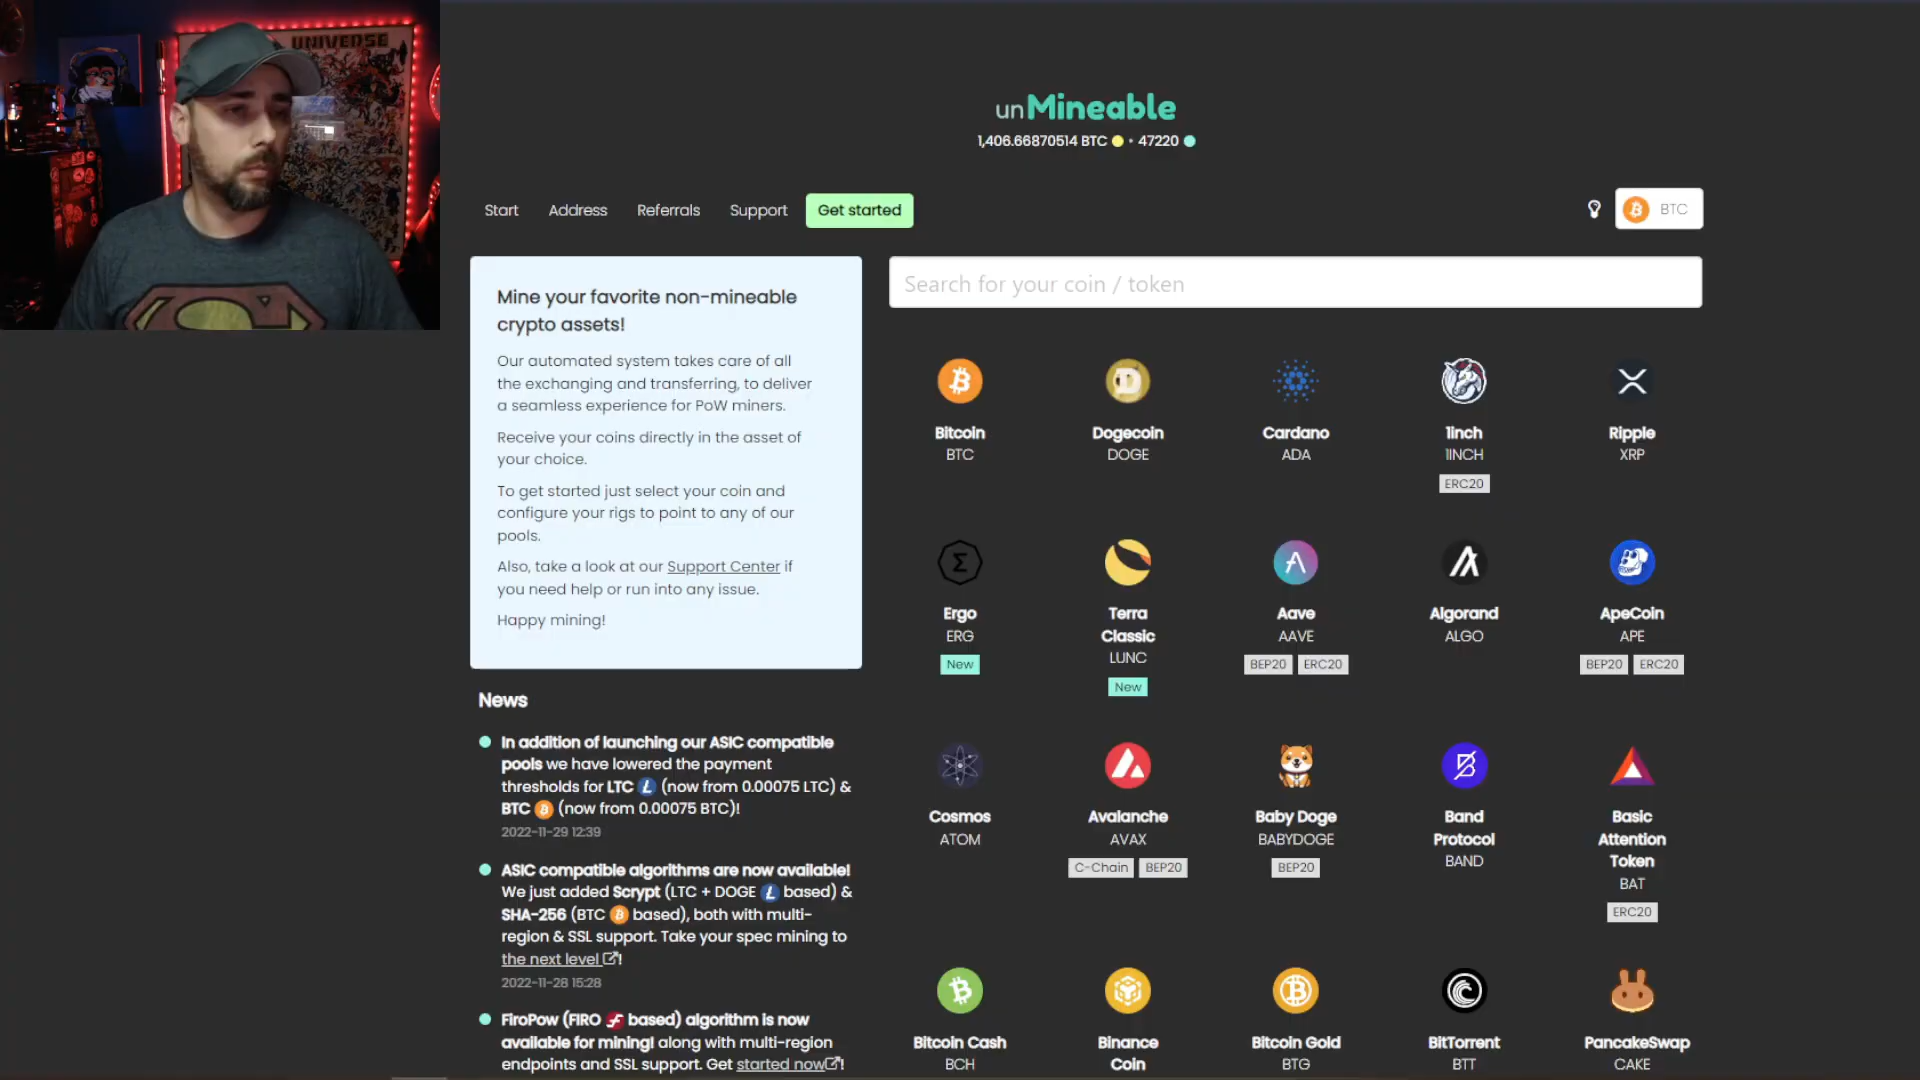 UNIVERSE
unMineable
1,406.66870514 BTC • 47220
Start Address Referrals Support Get started
BTC
Mine your favorite non-mineable
crypto assets!
Our automated system takes care of all
the exchanging and transferring, to deliver
a seamless experience for PoW miners.
Receive your coins directly in the asset of
your choice.
To get started just select your coin and
configure your rigs to point to any of our
pools.
Also, take a look at our Support Center if
you need help or run into any issue.
Happy mining!
News
In addition of launching our ASIC compatible
pools we have lowered the payment
thresholds for LTC (now from 0.00075 LTC) &
BTC (now from 0.00075 BTC)!
2022-11-29 12:39
ASIC compatible algorithms are now available!
We just added Scrypt (LTC + DOGE based) &
SHA-256 (BTC based), both with multi-
region & SSL support. Take your spec mining to
the next level !
2022-11-28 15:28
FiroPow (FIRO based) algorithm is now
available for mining! along with multi-region
endpoints and SSL support. Get started now !
Search for your coin / token
Bitcoin
BTC
Dogecoin
DOGE
Cardano
ADA
1inch
1INCH
ERC20
Ripple
XRP
Ergo
ERG
New
Terra
Classic
LUNC
New
Aave
AAVE
BEP20 ERC20
Algorand
ALGO
ApeCoin
APE
BEP20 ERC20
Cosmos
ATOM
Avalanche
AVAX
C-Chain BEP20
Baby Doge
BABYDOGE
BEP20
Band
Protocol
BAND
Basic
Attention
Token
BAT
ERC20
Bitcoin Cash
BCH
Binance
Coin
Bitcoin Gold
BTG
BitTorrent
BTT
PancakeSwap
CAKE